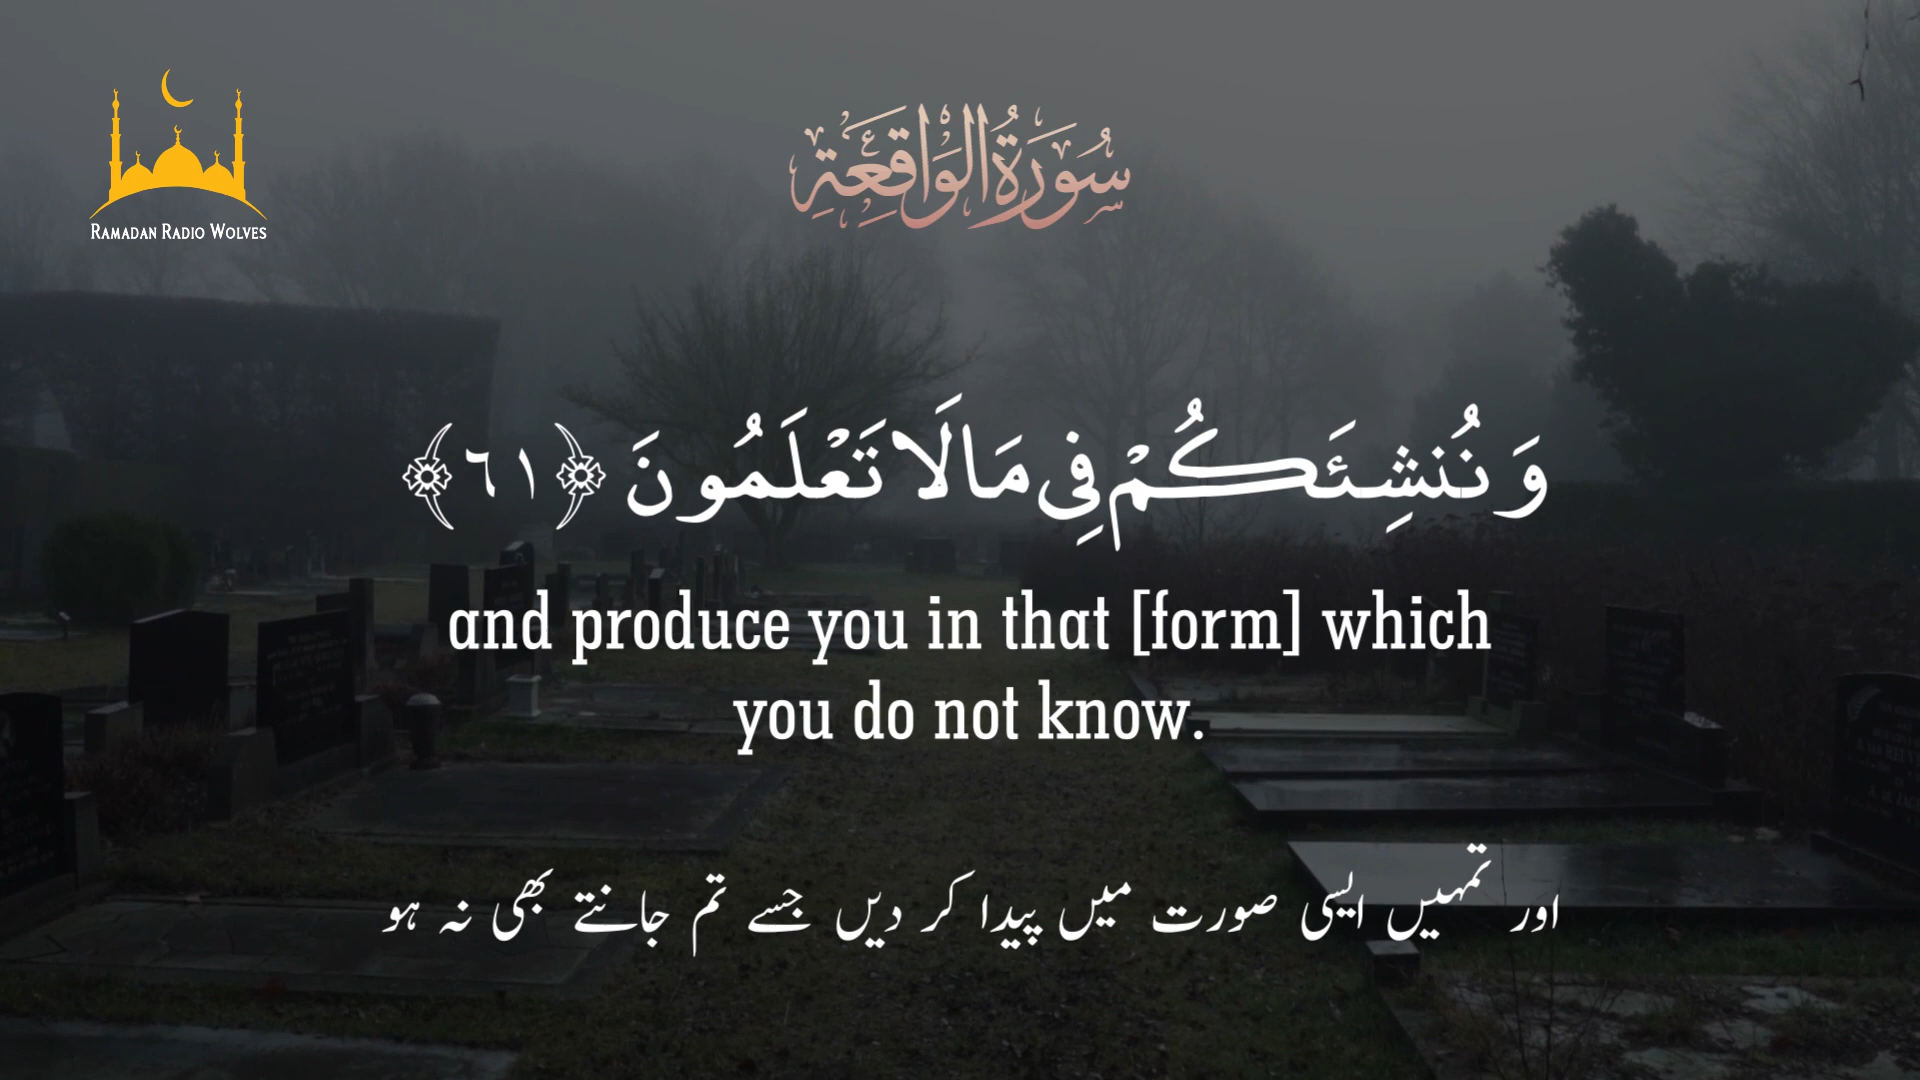 RAMADAN RADIO WOLVES
سُورَةُ الْوَاقِعَةِ
وَنُنشِئَكُمْ فِي مَا لَا تَعْلَمُونَ ﴿٦١﴾
and produce you in that [form] which
you do not know.
اور تمہیں ایسی صورت میں پیدا کر دیں جسے تم جانتے بھی نہ ہو